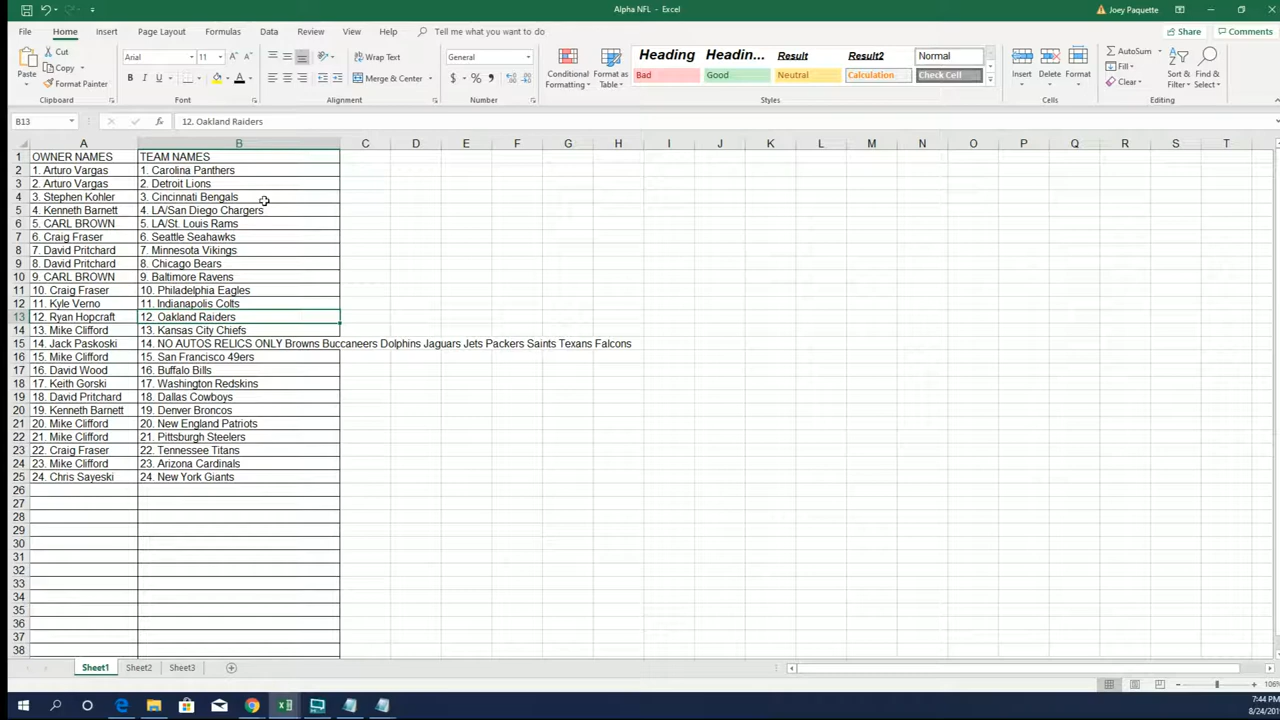 Alpha NFL - Excel
Joey Paquette
File Home Insert Page Layout Formulas Data Review View Help Tell me what you want to do Share Comments
Paste Cut Copy Format Painter Clipboard
Arial 11 Font
Wrap Text Merge & Center Alignment
General Number
Conditional Formatting Format as Table
Heading Headin... Result Result2 Normal
Bad Good Neutral Calculation Check Cell
Styles
Insert Delete Format Cells
AutoSum Fill Clear Sort & Filter Find & Select Editing
B13 fx 12. Oakland Raiders
A B C D E F G H I J K L M N O P Q R S T
1 OWNER NAMES TEAM NAMES
2 1. Arturo Vargas 1. Carolina Panthers
3 2. Arturo Vargas 2. Detroit Lions
4 3. Stephen Kohler 3. Cincinnati Bengals
5 4. Kenneth Barnett 4. LA/San Diego Chargers
6 5. CARL BROWN 5. LA/St. Louis Rams
7 6. Craig Fraser 6. Seattle Seahawks
8 7. David Pritchard 7. Minnesota Vikings
9 8. David Pritchard 8. Chicago Bears
10 9. CARL BROWN 9. Baltimore Ravens
11 10. Craig Fraser 10. Philadelphia Eagles
12 11. Kyle Verno 11. Indianapolis Colts
13 12. Ryan Hopcraft 12. Oakland Raiders
14 13. Mike Clifford 13. Kansas City Chiefs
15 14. Jack Paskoski 14. NO AUTOS RELICS ONLY Browns Buccaneers Dolphins Jaguars Jets Packers Saints Texans Falcons
16 15. Mike Clifford 15. San Francisco 49ers
17 16. David Wood 16. Buffalo Bills
18 17. Keith Gorski 17. Washington Redskins
19 18. David Pritchard 18. Dallas Cowboys
20 19. Kenneth Barnett 19. Denver Broncos
21 20. Mike Clifford 20. New England Patriots
22 21. Mike Clifford 21. Pittsburgh Steelers
23 22. Craig Fraser 22. Tennessee Titans
24 23. Mike Clifford 23. Arizona Cardinals
25 24. Chris Sayeski 24. New York Giants
26
27
28
29
30
31
32
33
34
35
36
37
38
Sheet1 Sheet2 Sheet3
106%
7:44 PM
8/24/201